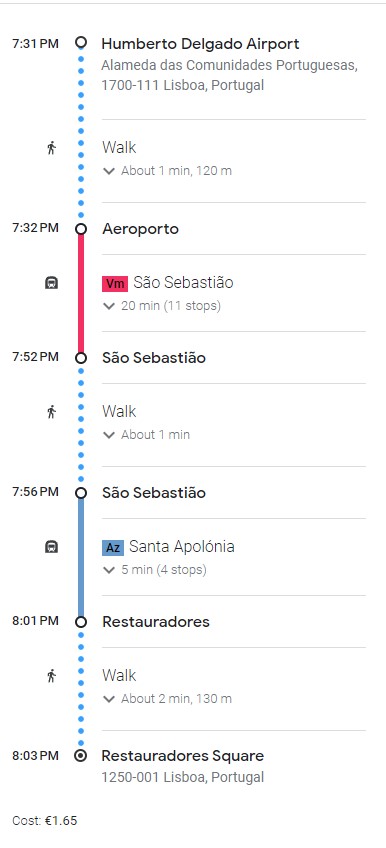 7:31 PM Humberto Delgado Airport
Alameda das Comunidades Portuguesas,
1700-111 Lisboa, Portugal
Walk
About 1 min, 120 m
7:32 PM Aeroporto
Vm São Sebastião
20 min (11 stops)
7:52 PM São Sebastião
Walk
About 1 min
7:56 PM São Sebastião
Az Santa Apolónia
5 min (4 stops)
8:01 PM Restauradores
Walk
About 2 min, 130 m
8:03 PM Restauradores Square
1250-001 Lisboa, Portugal
Cost: €1.65